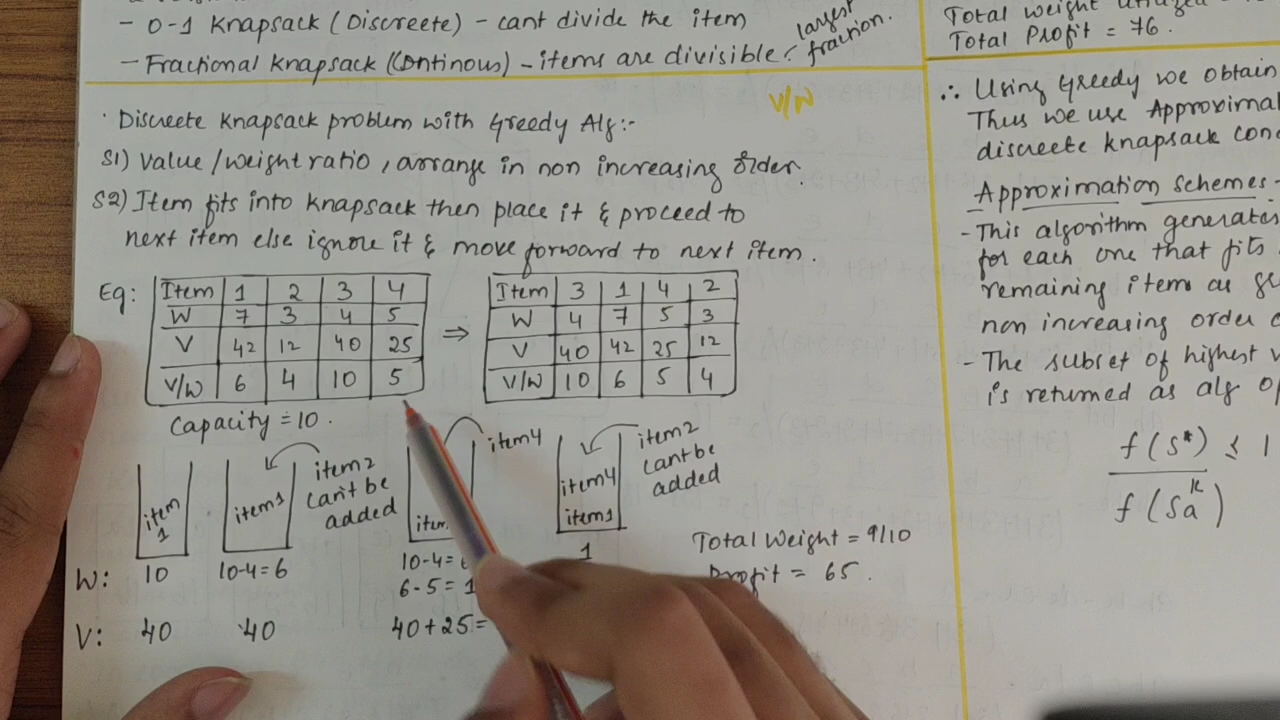 - 0-1 Knapsack (Discreete) - cant divide the item
- Fractional Knapsack (Continous) - items are divisible. largest fraction.
V/W
· Discreete Knapsack problem with Greedy Alg:-
S1) Value/weight ratio, arrange in non increasing order.
S2) Item fits into knapsack then place it & proceed to
next item else ignore it & move forward to next item.
Eg:
Item 1 2 3 4
W 7 3 4 5
V 42 12 40 25
V/W 6 4 10 5
⇒
Item 3 1 4 2
W 4 7 5 3
V 40 42 25 12
V/W 10 6 5 4
Capacity = 10.
item 1
item1
item2 can't be added
item4
item4
item1
item2 cant be added
W: 10 10-4=6 10-4= 1
6-5=1
V: 40 40 40+25=
Total Weight = 9/10
Profit = 65.
Total Weight
Total Profit = 76.
∴ Using Greedy we obtain
Thus we use Approximat
discreete knapsack
Approximation Schemes-
- This algorithm generates
for each one that fits
remaining items as
non increasing order
- The subset of highest
is returned as alg
f(S*) ≤ 1
f(Sa^k)